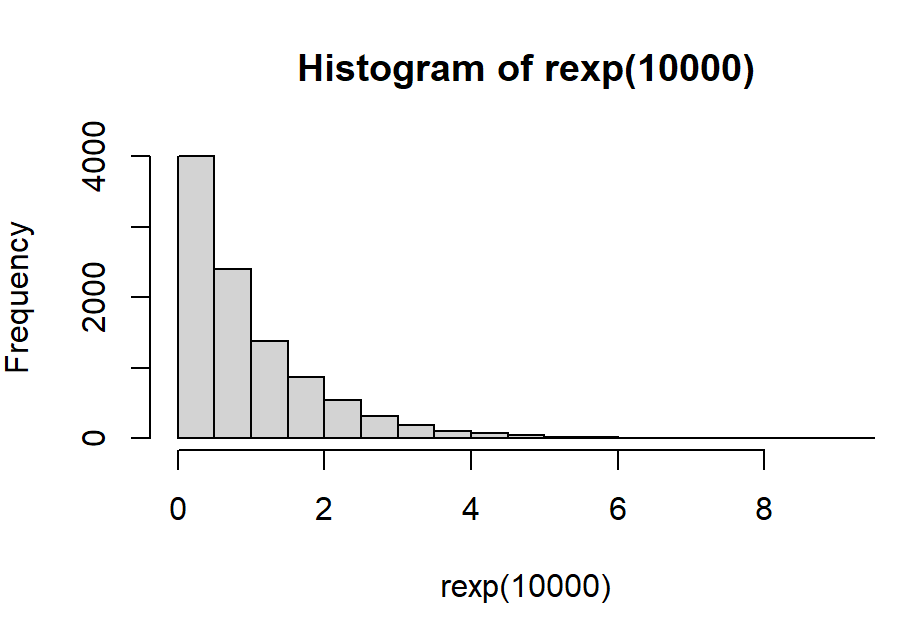 Histogram of rexp(10000)
Frequency
4000
2000
0
0 2 4 6 8
rexp(10000)